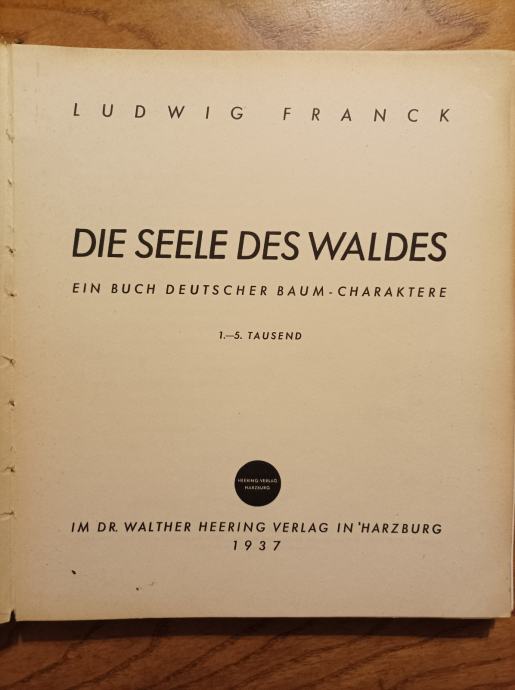 LUDWIG FRANCK
DIE SEELE DES WALDES
EIN BUCH DEUTSCHER BAUM-CHARAKTERE
1.—5. TAUSEND
HEERING VERLAG
HARZBURG
IM DR. WALTHER HEERING VERLAG IN HARZBURG
1937